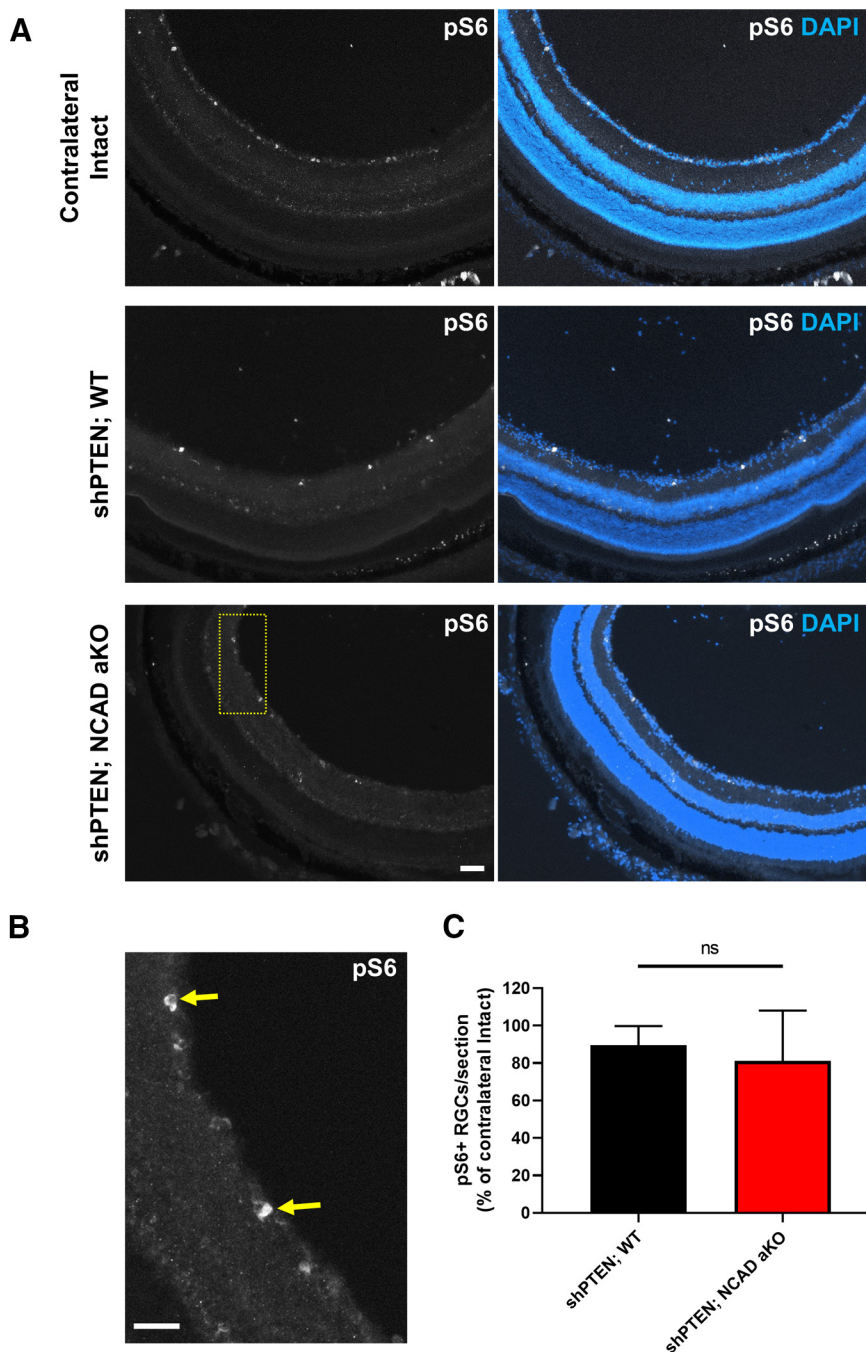 A
Contralateral
Intact
pS6
pS6 DAPI
shPTEN; WT
pS6
pS6 DAPI
shPTEN; NCAD aKO
pS6
pS6 DAPI
B
pS6
C
ns
pS6+ RGCs/section
(% of contralateral Intact)
120
100
80
60
40
20
0
shPTEN; WT
shPTEN; NCAD aKO